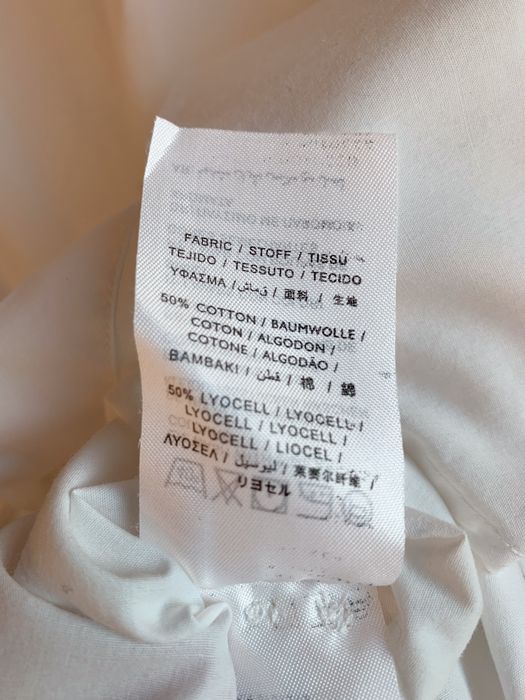 FABRIC / STOFF / TISSU
TEJIDO / TESSUTO / TECIDO
ΥΦΑΣΜΑ / قماش / 面料 / 生地
50% COTTON / BAUMWOLLE /
COTON / ALGODON /
COTONE / ALGODÃO /
BAMBAKI / قطن / 棉 / 綿
50% LYOCELL / LYOCELL /
LYOCELL / LYOCELL /
LYOCELL / LIOCEL /
ΛΥΟΣΕΛ / ليوسيل / 莱赛尔纤维 /
リヨセル